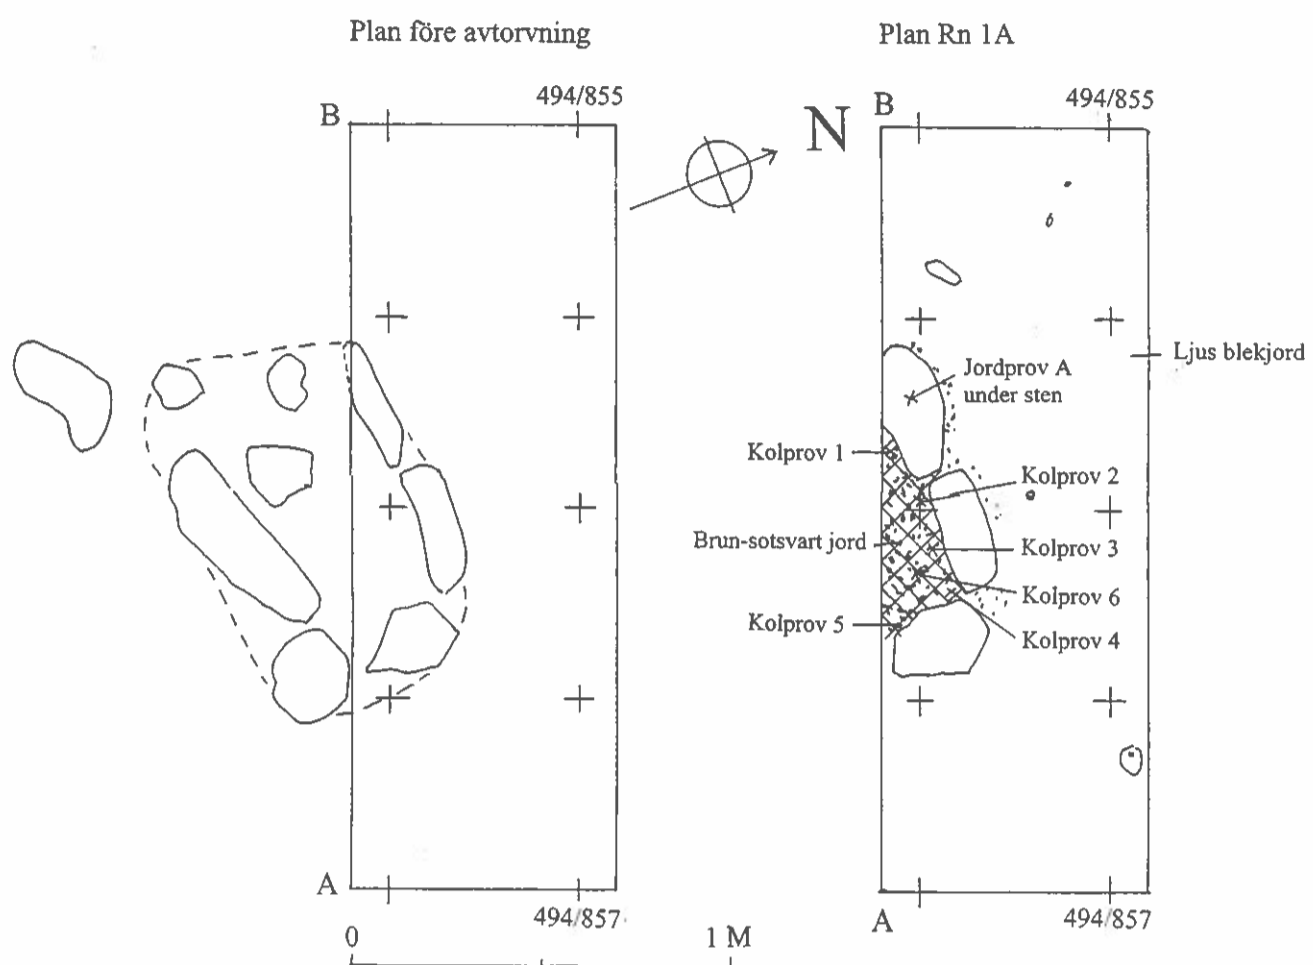 Plan före avtorvning
Plan Rn 1A
494/855
B
N
494/855
B
Ljus blekjord
Jordprov A
under sten
Kolprov 1
Kolprov 2
Brun-sotsvart jord
Kolprov 3
Kolprov 6
Kolprov 5
Kolprov 4
A
494/857
A
494/857
0
1 M